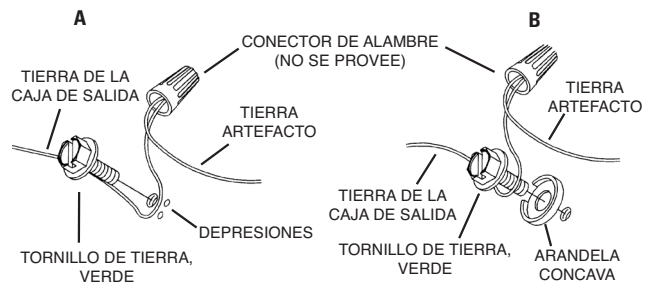 A
B
CONECTOR DE ALAMBRE
(NO SE PROVEE)
TIERRA DE LA
CAJA DE SALIDA
TIERRA
ARTEFACTO
DEPRESIONES
TORNILLO DE TIERRA,
VERDE
TIERRA
ARTEFACTO
TIERRA DE LA
CAJA DE SALIDA
TORNILLO DE TIERRA,
VERDE
ARANDELA
CONCAVA